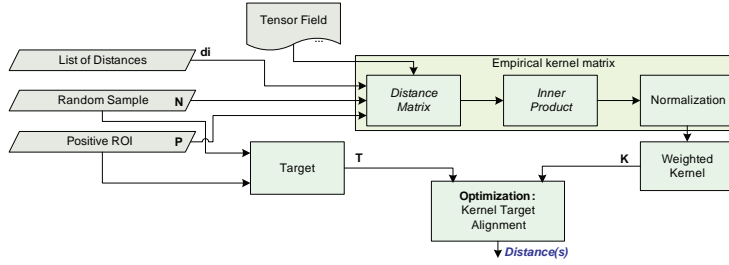 Tensor Field
...
List of Distances
di
Empirical kernel matrix
Random Sample
N
Distance
Matrix
Inner
Product
Normalization
Positive ROI
P
Target
T
K
Weighted
Kernel
Optimization:
Kernel Target
Alignment
Distance(s)